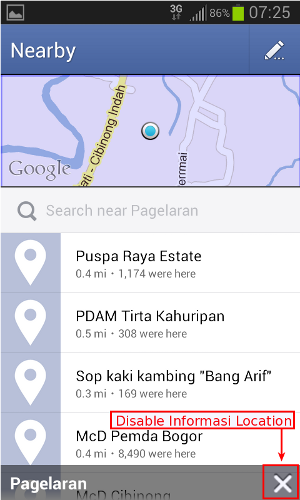 3G 86% 07:25
Nearby
ati - Cibinong Indah
ermai
Google
Search near Pagelaran
Puspa Raya Estate
0.4 mi • 1,174 were here
PDAM Tirta Kahuripan
0.5 mi • 308 were here
Sop kaki kambing "Bang Arif"
0.3 mi • 169 were here
Disable Informasi Location
McD Pemda Bogor
0.4 mi • 8,490 were here
Pagelaran
McD Cibinong